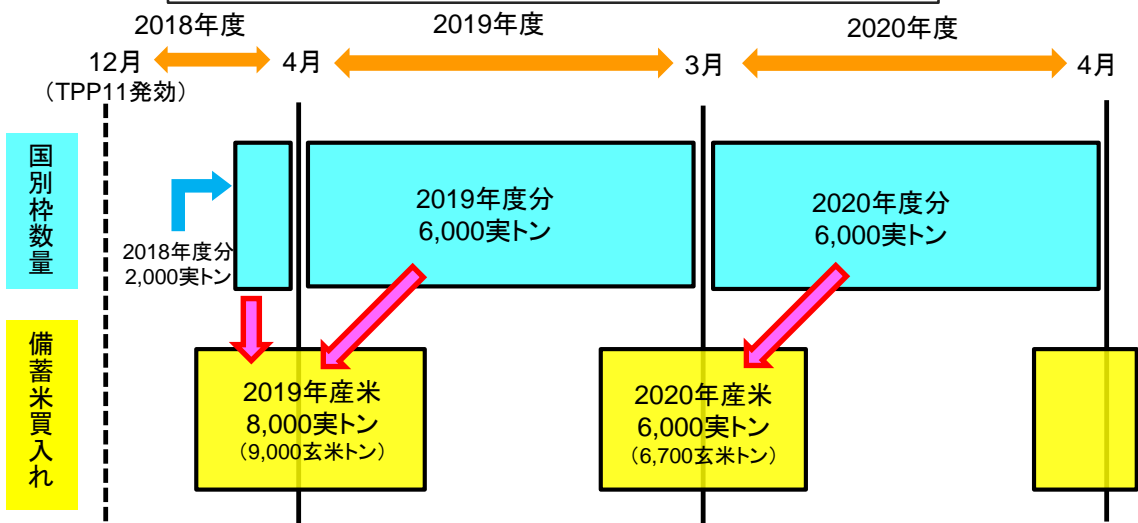 2018年度
2019年度
2020年度
12月
(TPP11発効)
4月
3月
4月
国別枠数量
2018年度分
2,000実トン
2019年度分
6,000実トン
2020年度分
6,000実トン
備蓄米買入れ
2019年産米
8,000実トン
(9,000玄米トン)
2020年産米
6,000実トン
(6,700玄米トン)